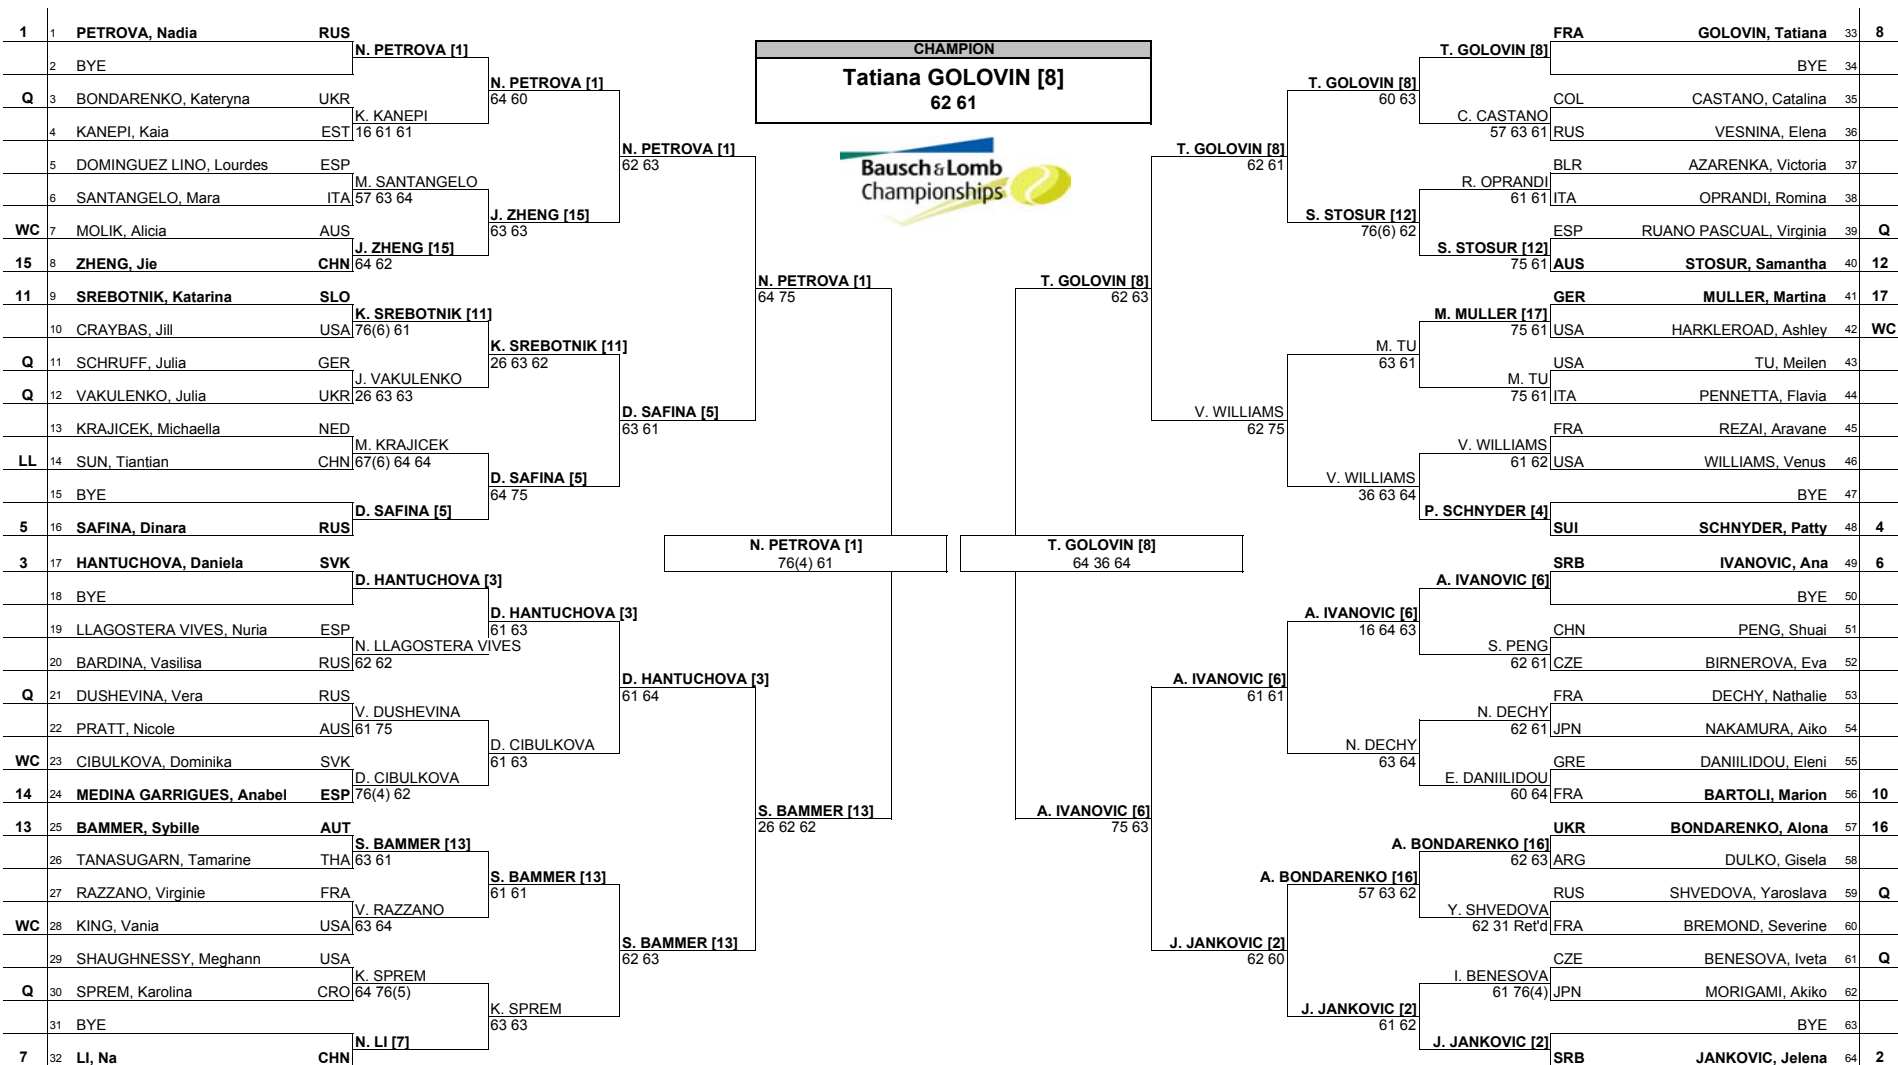 1 1 PETROVA, Nadia RUS
2 BYE
Q 3 BONDARENKO, Kateryna UKR
4 KANEPI, Kaia EST
5 DOMINGUEZ LINO, Lourdes ESP
6 SANTANGELO, Mara ITA
WC 7 MOLIK, Alicia AUS
15 8 ZHENG, Jie CHN
11 9 SREBOTNIK, Katarina SLO
10 CRAYBAS, Jill USA
Q 11 SCHRUFF, Julia GER
Q 12 VAKULENKO, Julia UKR
13 KRAJICEK, Michaella NED
LL 14 SUN, Tiantian CHN
15 BYE
5 16 SAFINA, Dinara RUS
3 17 HANTUCHOVA, Daniela SVK
18 BYE
19 LLAGOSTERA VIVES, Nuria ESP
20 BARDINA, Vasilisa RUS
Q 21 DUSHEVINA, Vera RUS
22 PRATT, Nicole AUS
WC 23 CIBULKOVA, Dominika SVK
14 24 MEDINA GARRIGUES, Anabel ESP
13 25 BAMMER, Sybille AUT
26 TANASUGARN, Tamarine THA
27 RAZZANO, Virginie FRA
WC 28 KING, Vania USA
29 SHAUGHNESSY, Meghann USA
Q 30 SPREM, Karolina CRO
31 BYE
7 32 LI, Na CHN
N. PETROVA [1]
K. KANEPI
16 61 61
M. SANTANGELO
57 63 64
J. ZHENG [15]
64 62
K. SREBOTNIK [11]
76(6) 61
J. VAKULENKO
26 63 63
M. KRAJICEK
67(6) 64 64
D. SAFINA [5]
D. HANTUCHOVA [3]
N. LLAGOSTERA VIVES
62 62
V. DUSHEVINA
61 75
D. CIBULKOVA
76(4) 62
S. BAMMER [13]
63 61
V. RAZZANO
63 64
K. SPREM
64 76(5)
N. LI [7]
N. PETROVA [1]
64 60
J. ZHENG [15]
63 63
K. SREBOTNIK [11]
26 63 62
D. SAFINA [5]
64 75
D. HANTUCHOVA [3]
61 63
D. CIBULKOVA
61 63
S. BAMMER [13]
61 61
K. SPREM
63 63
N. PETROVA [1]
62 63
D. SAFINA [5]
63 61
D. HANTUCHOVA [3]
61 64
S. BAMMER [13]
62 63
N. PETROVA [1]
64 75
S. BAMMER [13]
26 62 62
N. PETROVA [1]
76(4) 61
CHAMPION
Tatiana GOLOVIN [8]
62 61
Bausch & Lomb
Championships
T. GOLOVIN [8]
64 36 64
T. GOLOVIN [8]
62 63
A. IVANOVIC [6]
75 63
T. GOLOVIN [8]
62 61
V. WILLIAMS
62 75
A. IVANOVIC [6]
61 61
J. JANKOVIC [2]
62 60
T. GOLOVIN [8]
60 63
S. STOSUR [12]
76(6) 62
M. TU
63 61
V. WILLIAMS
36 63 64
A. IVANOVIC [6]
16 64 63
N. DECHY
63 64
A. BONDARENKO [16]
57 63 62
J. JANKOVIC [2]
61 62
T. GOLOVIN [8]
C. CASTANO
57 63 61
R. OPRANDI
61 61
S. STOSUR [12]
75 61
M. MULLER [17]
75 61
M. TU
75 61
V. WILLIAMS
61 62
P. SCHNYDER [4]
A. IVANOVIC [6]
S. PENG
62 61
N. DECHY
62 61
E. DANIILIDOU
60 64
A. BONDARENKO [16]
62 63
Y. SHVEDOVA
62 31 Ret'd
I. BENESOVA
61 76(4)
J. JANKOVIC [2]
FRA GOLOVIN, Tatiana 33 8
BYE 34
COL CASTANO, Catalina 35
RUS VESNINA, Elena 36
BLR AZARENKA, Victoria 37
ITA OPRANDI, Romina 38
ESP RUANO PASCUAL, Virginia 39 Q
AUS STOSUR, Samantha 40 12
GER MULLER, Martina 41 17
USA HARKLEROAD, Ashley 42 WC
USA TU, Meilen 43
ITA PENNETTA, Flavia 44
FRA REZAI, Aravane 45
USA WILLIAMS, Venus 46
BYE 47
SUI SCHNYDER, Patty 48 4
SRB IVANOVIC, Ana 49 6
BYE 50
CHN PENG, Shuai 51
CZE BIRNEROVA, Eva 52
FRA DECHY, Nathalie 53
JPN NAKAMURA, Aiko 54
GRE DANIILIDOU, Eleni 55
FRA BARTOLI, Marion 56 10
UKR BONDARENKO, Alona 57 16
ARG DULKO, Gisela 58
RUS SHVEDOVA, Yaroslava 59 Q
FRA BREMOND, Severine 60
CZE BENESOVA, Iveta 61 Q
JPN MORIGAMI, Akiko 62
BYE 63
SRB JANKOVIC, Jelena 64 2